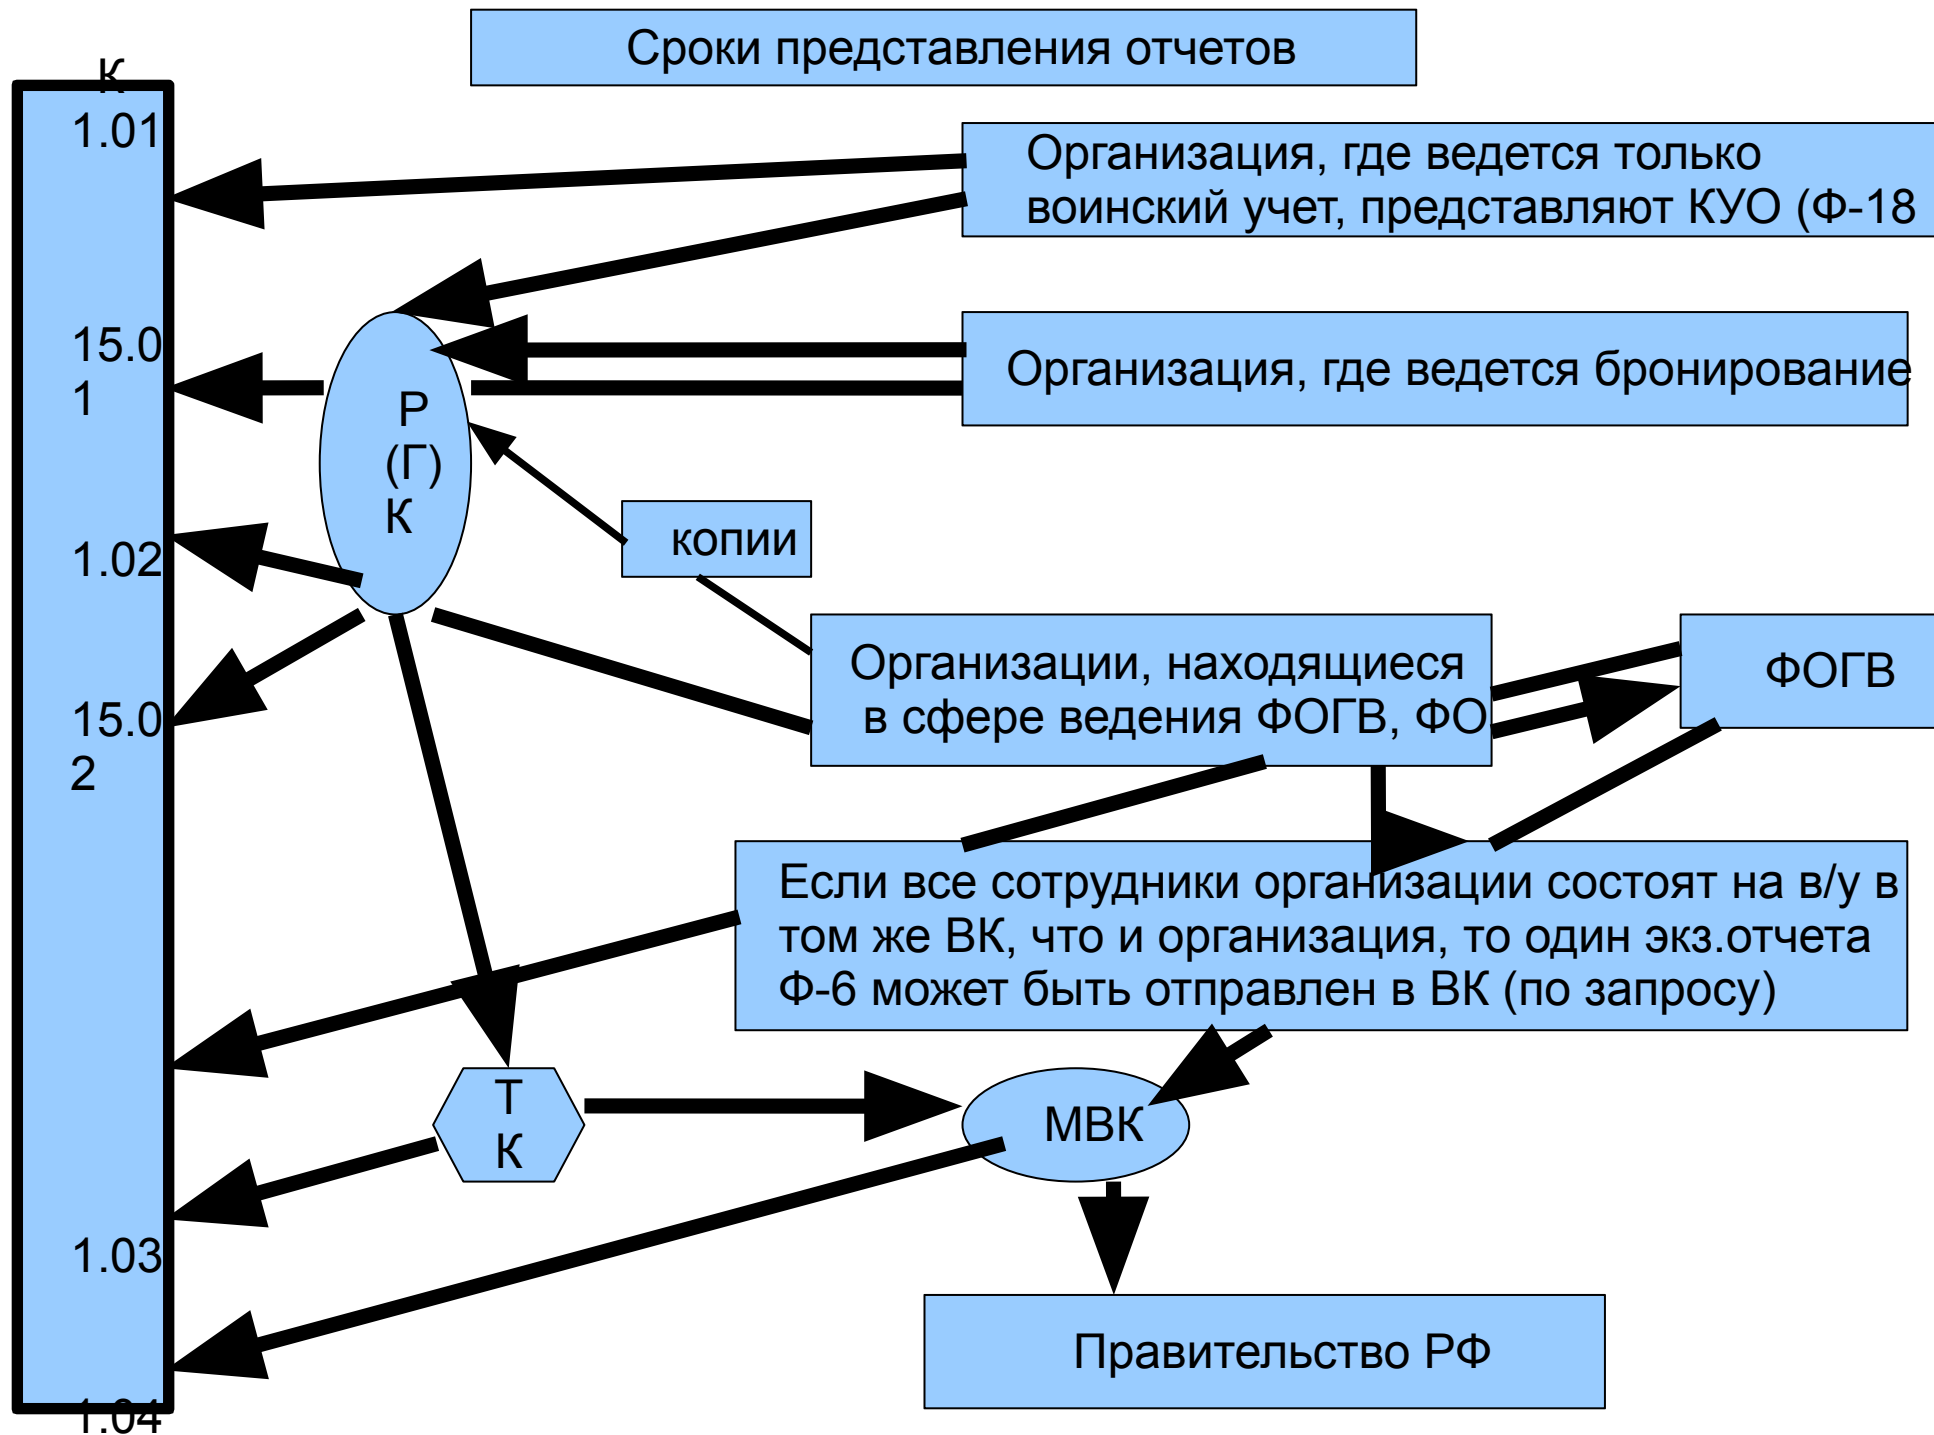 Сроки представления отчетов
К
1.01
15.0
1
1.02
15.0
2
1.03
1.04
Организация, где ведется только
воинский учет, представляют КУО (Ф-18
Организация, где ведется бронирование
Р
(Г)
К
копии
Организации, находящиеся
в сфере ведения ФОГВ, ФО
ФОГВ
Если все сотрудники организации состоят на в/у в
том же ВК, что и организация, то один экз.отчета
Ф-6 может быть отправлен в ВК (по запросу)
Т
К
МВК
Правительство РФ